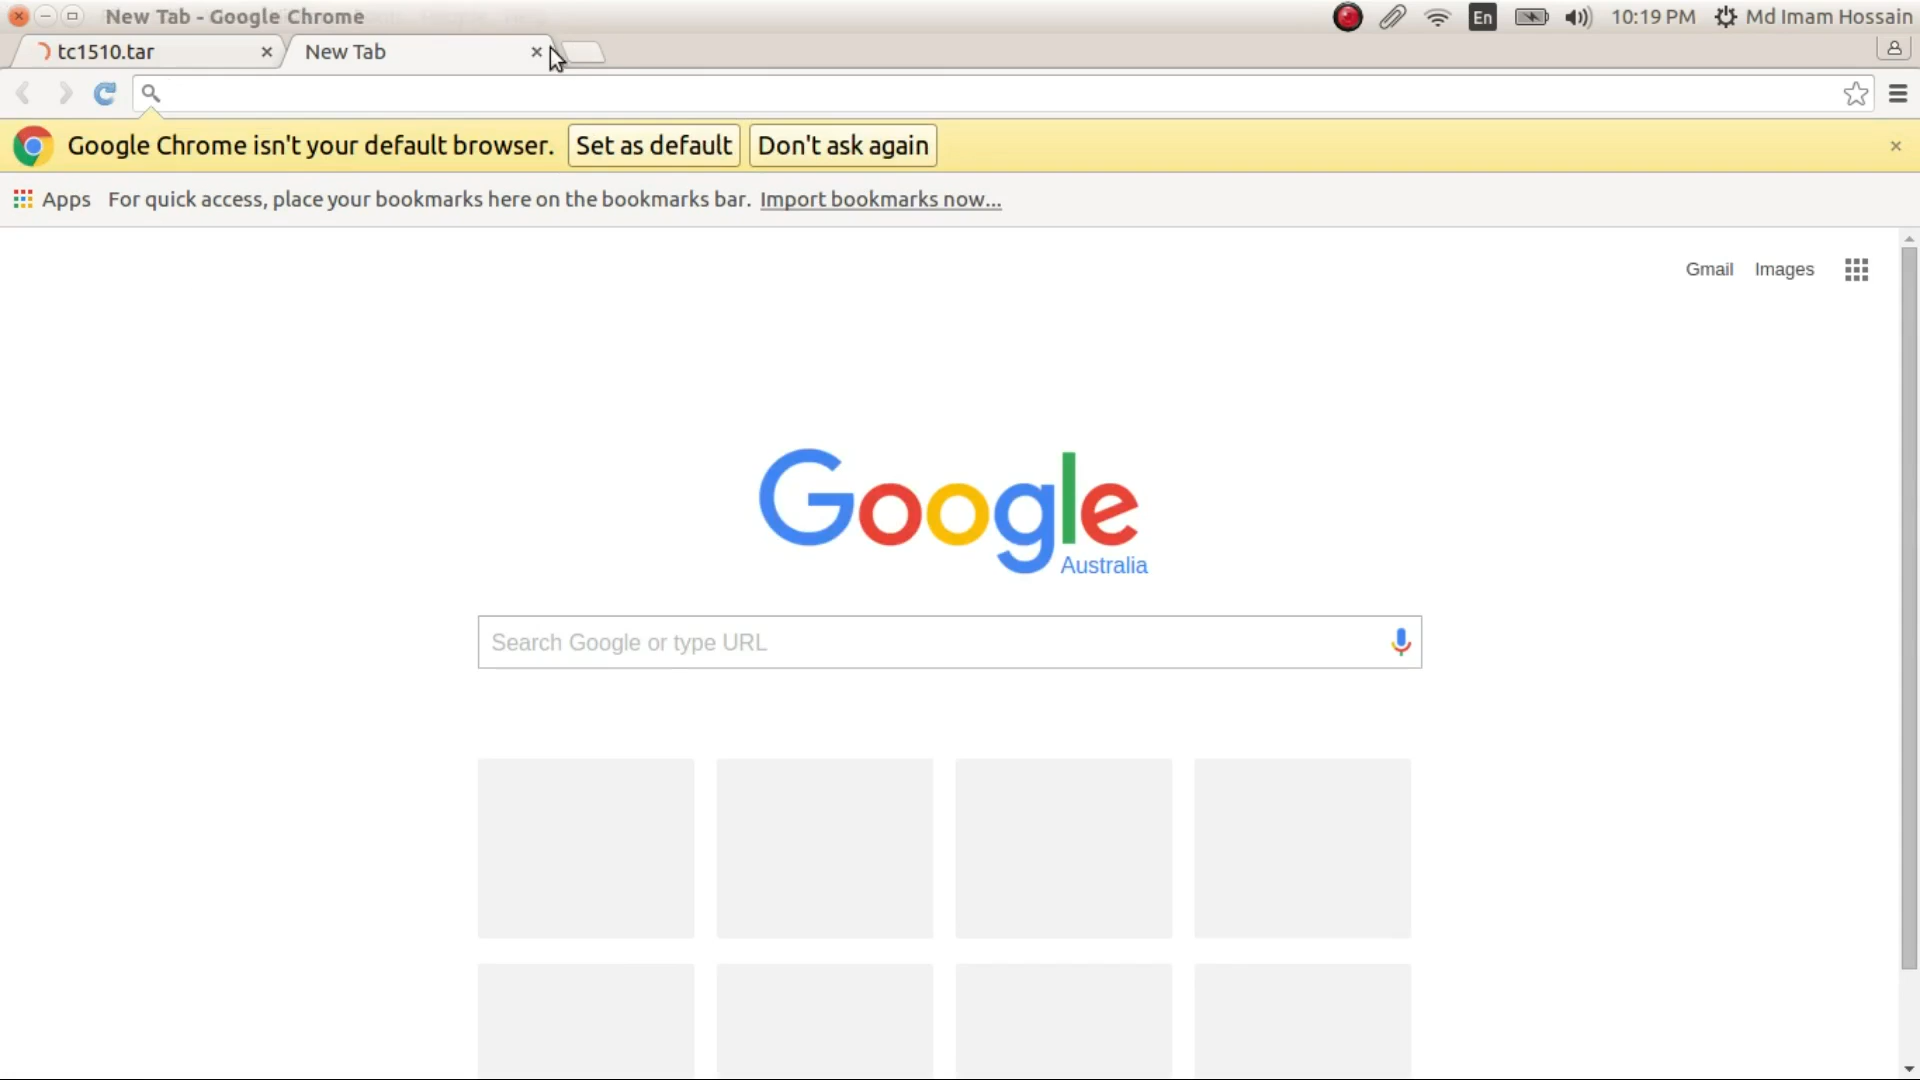 New Tab - Google Chrome
En
10:19 PM
Md Imam Hossain
tc1510.tar
New Tab
Google Chrome isn't your default browser.
Set as default
Don't ask again
Apps
For quick access, place your bookmarks here on the bookmarks bar.
Import bookmarks now...
Gmail
Images
Google
Australia
Search Google or type URL